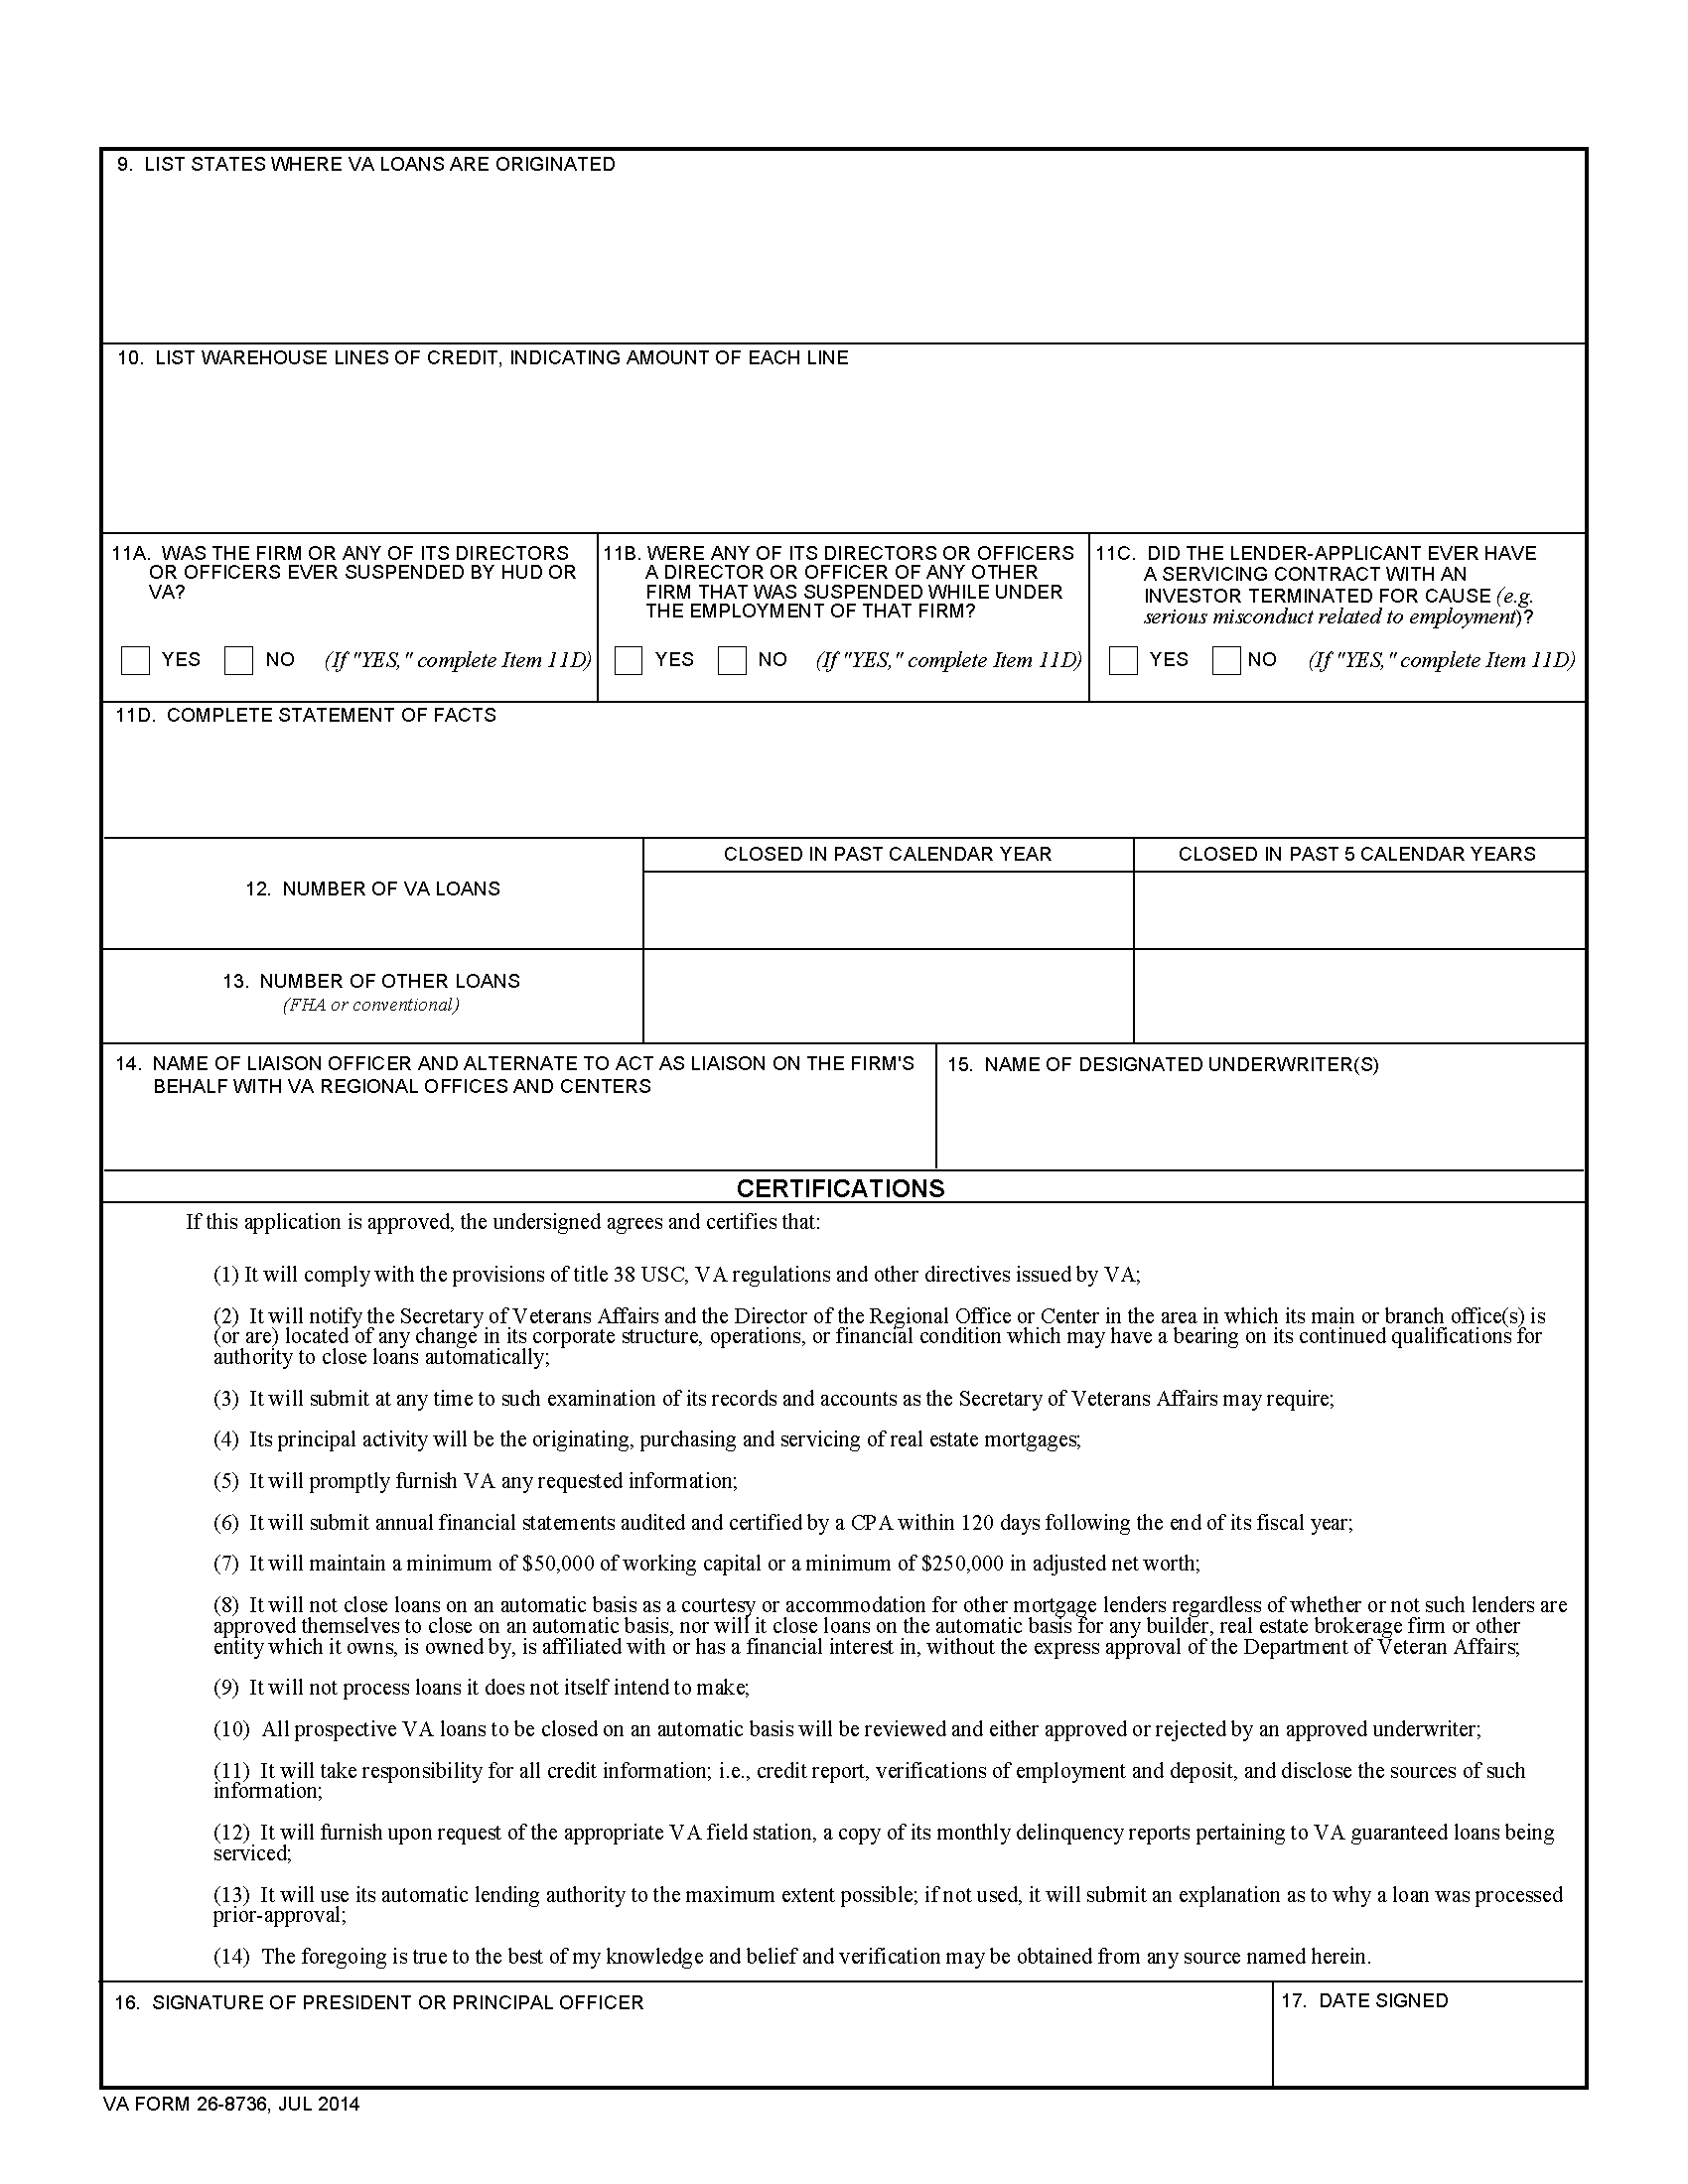 9. LIST STATES WHERE VA LOANS ARE ORIGINATED
10. LIST WAREHOUSE LINES OF CREDIT, INDICATING AMOUNT OF EACH LINE
11A. WAS THE FIRM OR ANY OF ITS DIRECTORS
OR OFFICERS EVER SUSPENDED BY HUD OR
VA?
YES NO (If "YES," complete Item 11D)
11B. WERE ANY OF ITS DIRECTORS OR OFFICERS
A DIRECTOR OR OFFICER OF ANY OTHER
FIRM THAT WAS SUSPENDED WHILE UNDER
THE EMPLOYMENT OF THAT FIRM?
YES NO (If "YES," complete Item 11D)
11C. DID THE LENDER-APPLICANT EVER HAVE
A SERVICING CONTRACT WITH AN
INVESTOR TERMINATED FOR CAUSE (e.g.
serious misconduct related to employment)?
YES NO (If "YES," complete Item 11D)
11D. COMPLETE STATEMENT OF FACTS
CLOSED IN PAST CALENDAR YEAR
CLOSED IN PAST 5 CALENDAR YEARS
12. NUMBER OF VA LOANS
13. NUMBER OF OTHER LOANS
(FHA or conventional)
14. NAME OF LIAISON OFFICER AND ALTERNATE TO ACT AS LIAISON ON THE FIRM'S
BEHALF WITH VA REGIONAL OFFICES AND CENTERS
15. NAME OF DESIGNATED UNDERWRITER(S)
CERTIFICATIONS
If this application is approved, the undersigned agrees and certifies that:
(1) It will comply with the provisions of title 38 USC, VA regulations and other directives issued by VA;
(2) It will notify the Secretary of Veterans Affairs and the Director of the Regional Office or Center in the area in which its main or branch office(s) is
(or are) located of any change in its corporate structure, operations, or financial condition which may have a bearing on its continued qualifications for
authority to close loans automatically;
(3) It will submit at any time to such examination of its records and accounts as the Secretary of Veterans Affairs may require;
(4) Its principal activity will be the originating, purchasing and servicing of real estate mortgages;
(5) It will promptly furnish VA any requested information;
(6) It will submit annual financial statements audited and certified by a CPA within 120 days following the end of its fiscal year;
(7) It will maintain a minimum of $50,000 of working capital or a minimum of $250,000 in adjusted net worth;
(8) It will not close loans on an automatic basis as a courtesy or accommodation for other mortgage lenders regardless of whether or not such lenders are
approved themselves to close on an automatic basis, nor will it close loans on the automatic basis for any builder, real estate brokerage firm or other
entity which it owns, is owned by, is affiliated with or has a financial interest in, without the express approval of the Department of Veteran Affairs;
(9) It will not process loans it does not itself intend to make;
(10) All prospective VA loans to be closed on an automatic basis will be reviewed and either approved or rejected by an approved underwriter;
(11) It will take responsibility for all credit information; i.e., credit report, verifications of employment and deposit, and disclose the sources of such
information;
(12) It will furnish upon request of the appropriate VA field station, a copy of its monthly delinquency reports pertaining to VA guaranteed loans being
serviced;
(13) It will use its automatic lending authority to the maximum extent possible; if not used, it will submit an explanation as to why a loan was processed
prior-approval;
(14) The foregoing is true to the best of my knowledge and belief and verification may be obtained from any source named herein.
16. SIGNATURE OF PRESIDENT OR PRINCIPAL OFFICER
17. DATE SIGNED
VA FORM 26-8736, JUL 2014